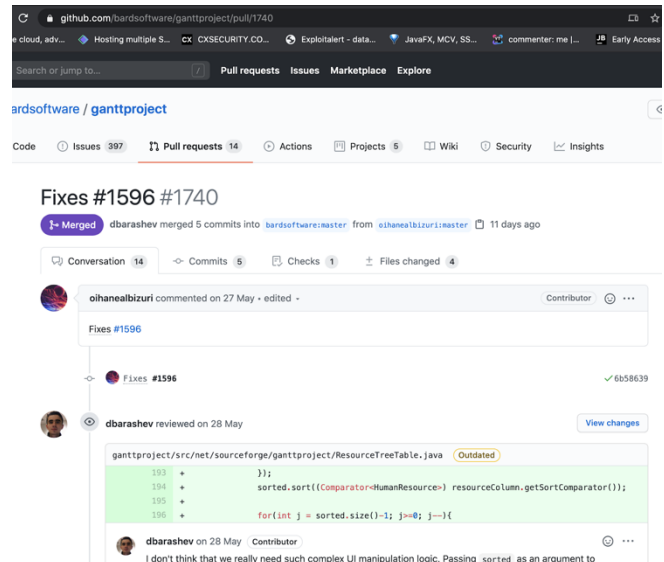 github.com/bardsoftware/ganttproject/pull/1740
e cloud, adv... Hosting multiple S... CX CXSECURITY.CO... Exploitalert - data... JavaFX, MCV, SS... commenter: me |... JB Early Access
Search or jump to... / Pull requests Issues Marketplace Explore
ardsoftware / ganttproject
Code Issues 397 Pull requests 14 Actions Projects 5 Wiki Security Insights
Fixes #1596 #1740
Merged dbarashev merged 5 commits into bardsoftware:master from oihanealbizuri:master 11 days ago
Conversation 14 Commits 5 Checks 1 Files changed 4
oihanealbizuri commented on 27 May • edited Contributor
Fixes #1596
Fixes #1596 6b58639
dbarashev reviewed on 28 May View changes
ganttproject/src/net/sourceforge/ganttproject/ResourceTreeTable.java Outdated
193 + });
194 + sorted.sort((Comparator<HumanResource>) resourceColumn.getSortComparator());
195 +
196 + for(int j = sorted.size()-1; j>=0; j--){
dbarashev on 28 May Contributor
I don't think that we really need such complex UI manipulation logic. Passing sorted as an argument to